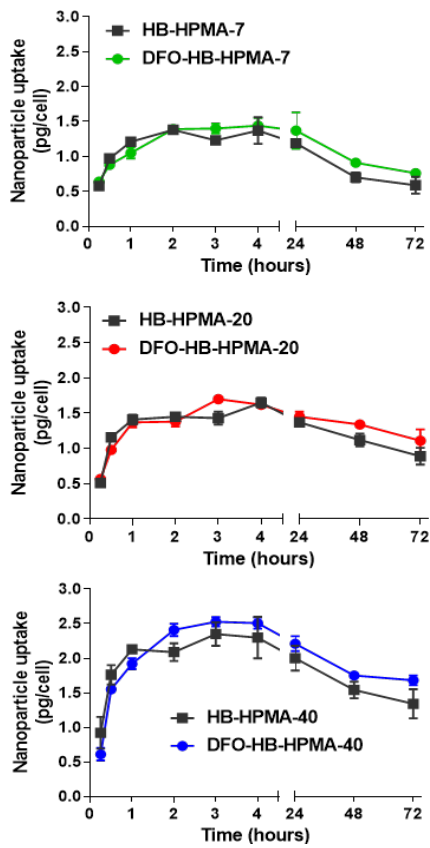 HB-HPMA-7
DFO-HB-HPMA-7
Nanoparticle uptake
(pg/cell)
3.0
2.5
2.0
1.5
1.0
0.5
0.0
0 1 2 3 4 24 48 72
Time (hours)
HB-HPMA-20
DFO-HB-HPMA-20
Nanoparticle uptake
(pg/cell)
3.0
2.5
2.0
1.5
1.0
0.5
0.0
0 1 2 3 4 24 48 72
Time (hours)
Nanoparticle uptake
(pg/cell)
3.0
2.5
2.0
1.5
1.0
0.5
0.0
HB-HPMA-40
DFO-HB-HPMA-40
0 1 2 3 4 24 48 72
Time (hours)